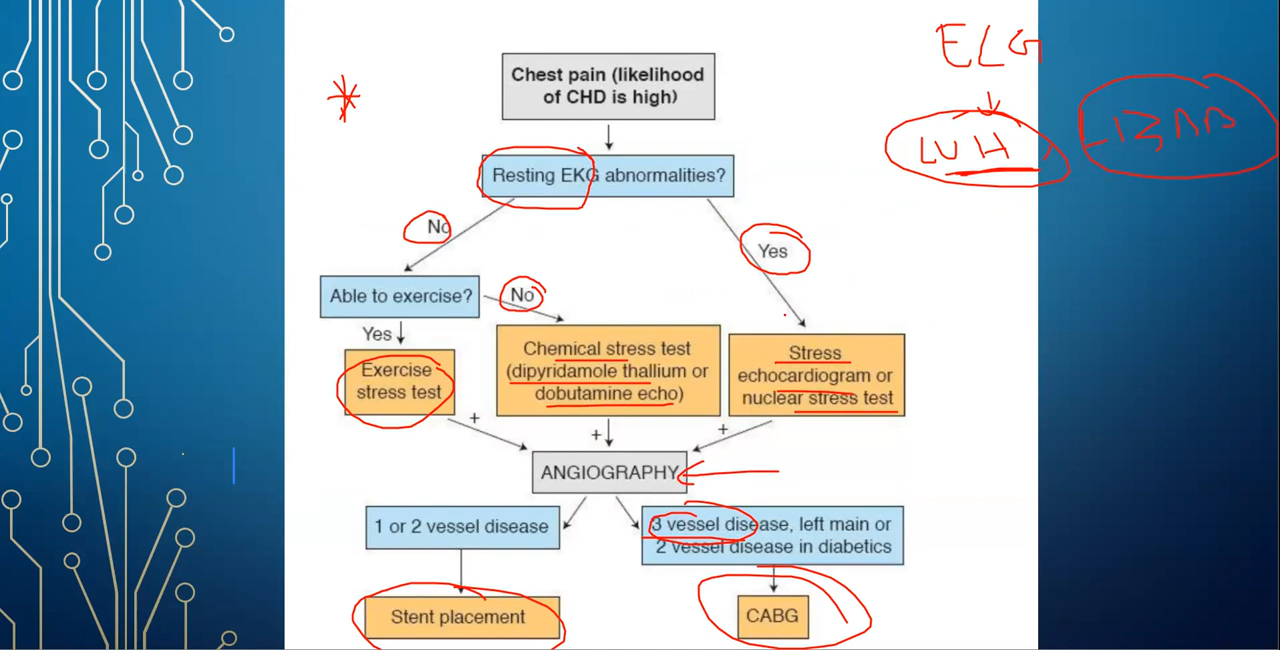 Chest pain (likelihood
of CHD is high)
Resting EKG abnormalities?
No
Yes
Able to exercise?
No
Yes
Exercise
stress test
Chemical stress test
(dipyridamole thallium or
dobutamine echo)
Stress
echocardiogram or
nuclear stress test
+
+
+
ANGIOGRAPHY
1 or 2 vessel disease
3 vessel disease, left main or
2 vessel disease in diabetics
Stent placement
CABG
LVH